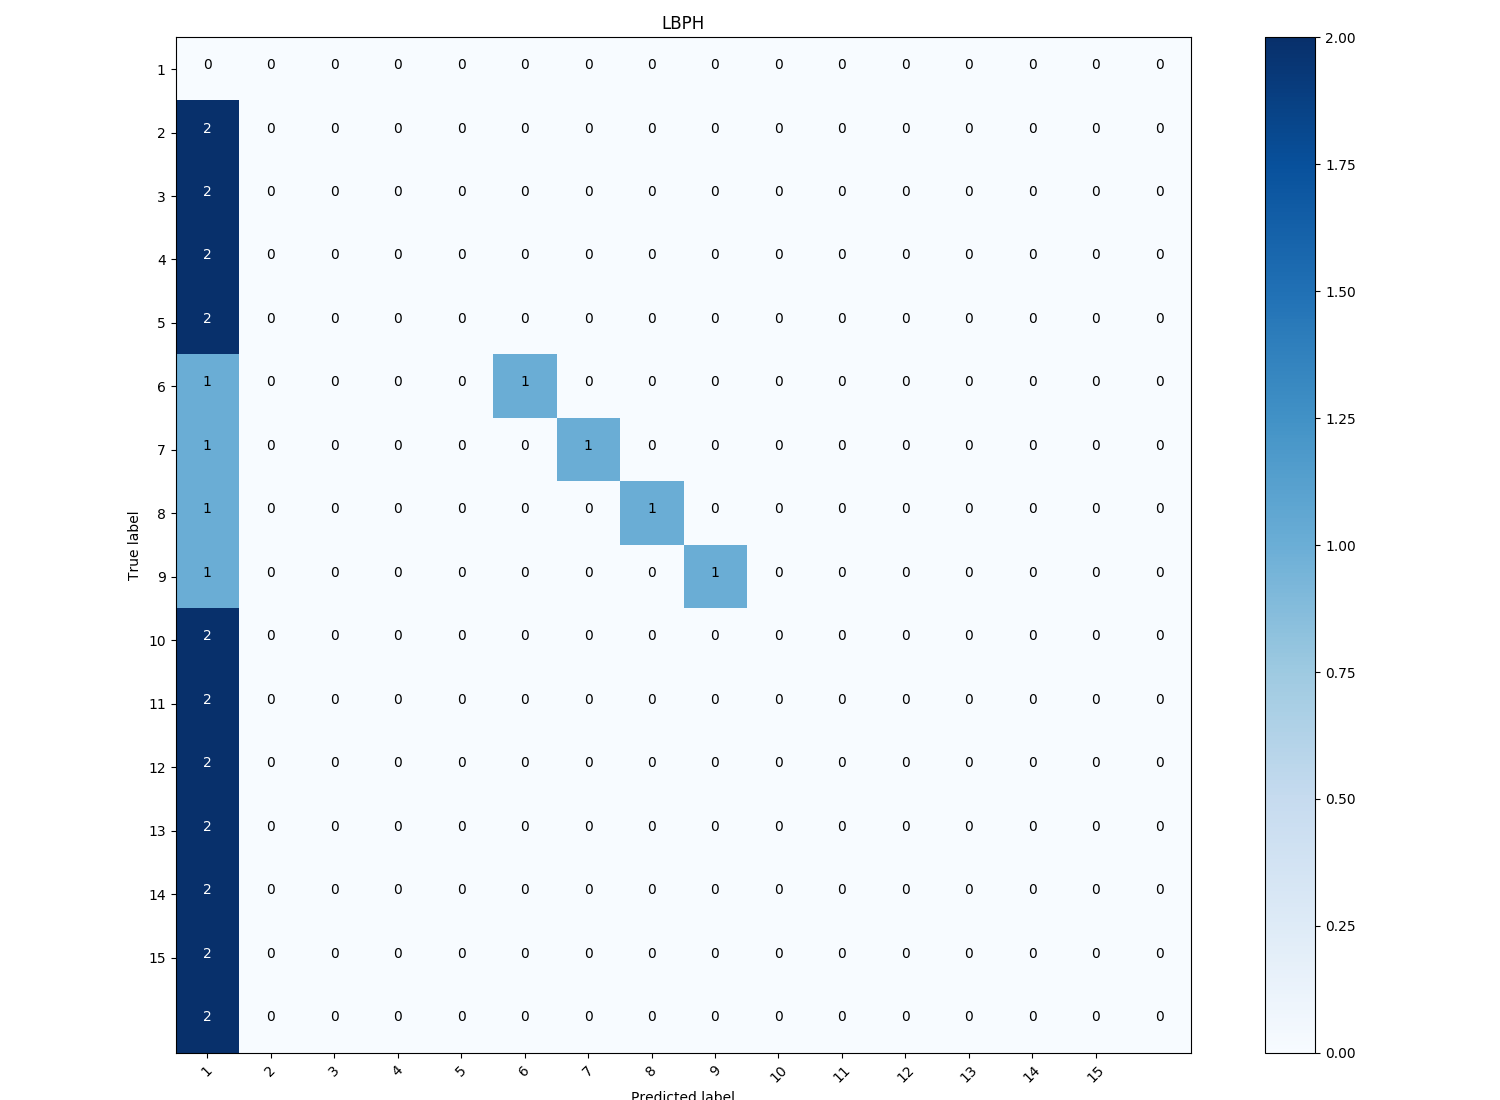 LBPH
1 0 0 0 0 0 0 0 0 0 0 0 0 0 0 0 0
2 2 0 0 0 0 0 0 0 0 0 0 0 0 0 0 0
3 2 0 0 0 0 0 0 0 0 0 0 0 0 0 0 0
4 2 0 0 0 0 0 0 0 0 0 0 0 0 0 0 0
5 2 0 0 0 0 0 0 0 0 0 0 0 0 0 0 0
6 1 0 0 0 0 1 0 0 0 0 0 0 0 0 0 0
7 1 0 0 0 0 0 1 0 0 0 0 0 0 0 0 0
8 1 0 0 0 0 0 0 1 0 0 0 0 0 0 0 0
9 1 0 0 0 0 0 0 0 1 0 0 0 0 0 0 0
10 2 0 0 0 0 0 0 0 0 0 0 0 0 0 0 0
11 2 0 0 0 0 0 0 0 0 0 0 0 0 0 0 0
12 2 0 0 0 0 0 0 0 0 0 0 0 0 0 0 0
13 2 0 0 0 0 0 0 0 0 0 0 0 0 0 0 0
14 2 0 0 0 0 0 0 0 0 0 0 0 0 0 0 0
15 2 0 0 0 0 0 0 0 0 0 0 0 0 0 0 0
2 0 0 0 0 0 0 0 0 0 0 0 0 0 0 0
True label
1 2 3 4 5 6 7 8 9 10 11 12 13 14 15
Predicted label
2.00
1.75
1.50
1.25
1.00
0.75
0.50
0.25
0.00